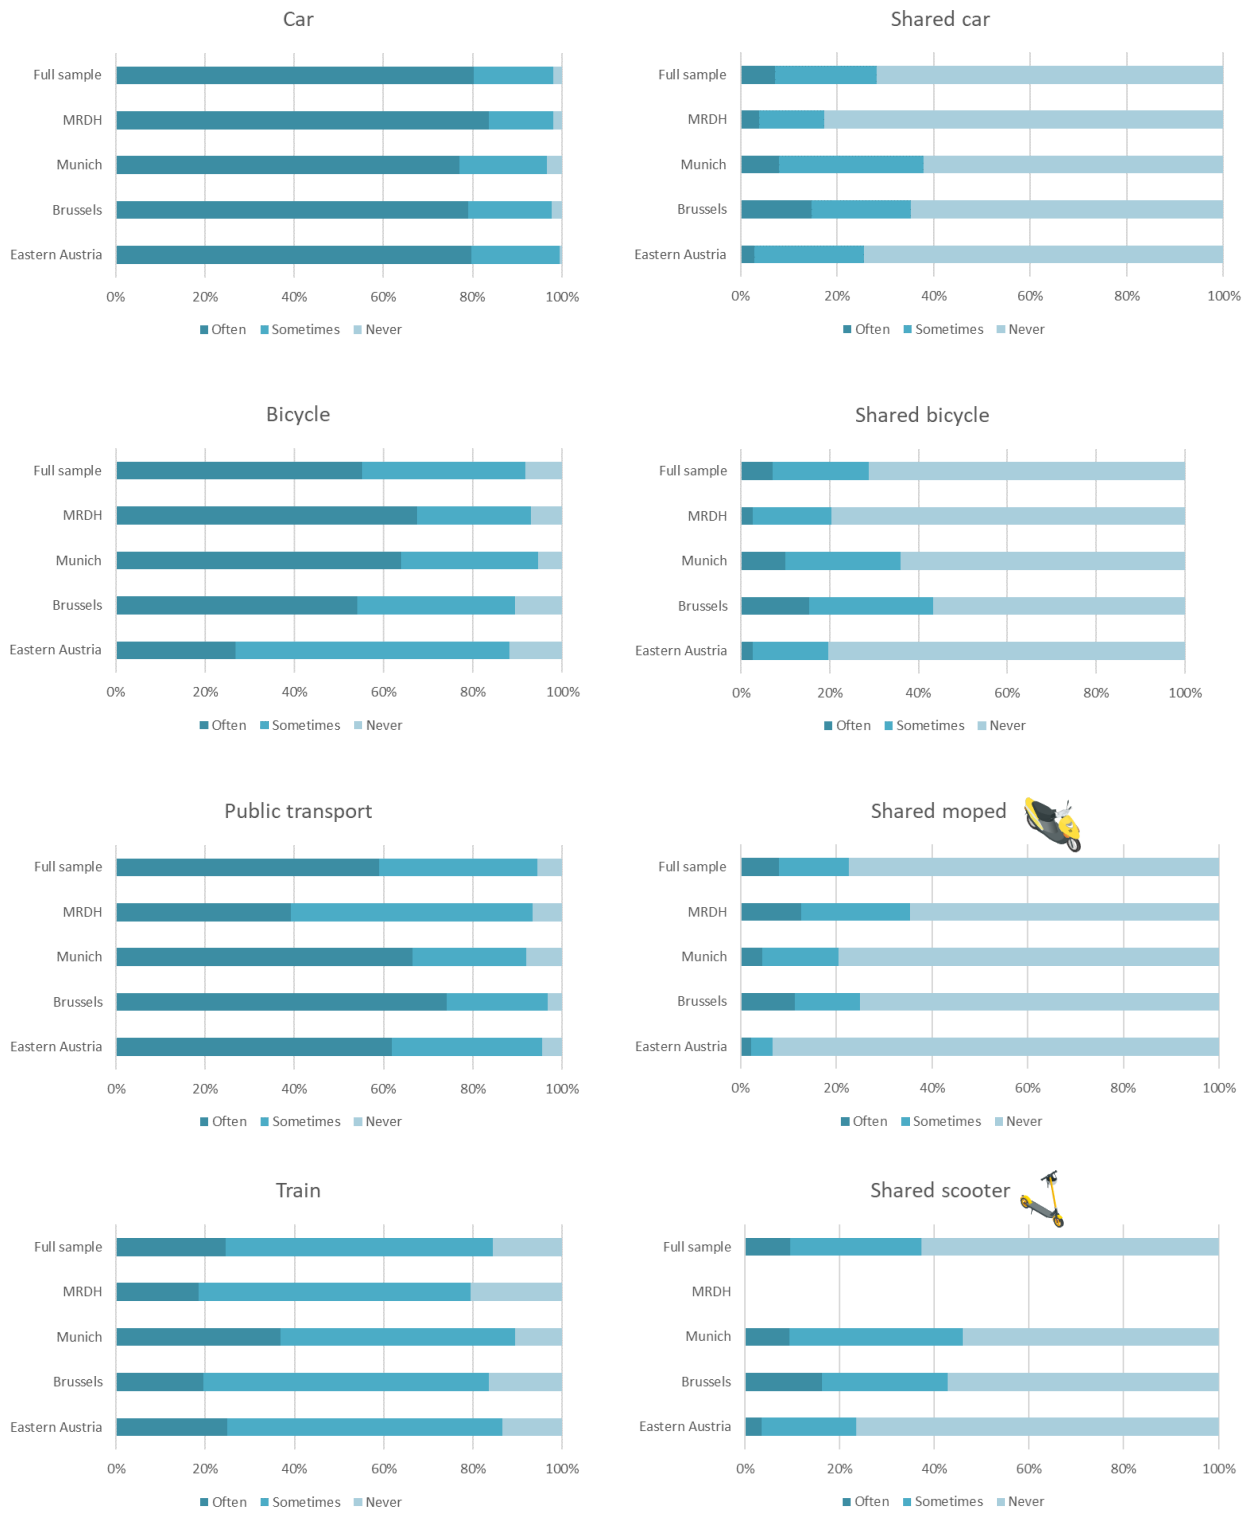 Car
Full sample
MRDH
Munich
Brussels
Eastern Austria
0% 20% 40% 60% 80% 100%
Often Sometimes Never
Shared car
Full sample
MRDH
Munich
Brussels
Eastern Austria
0% 20% 40% 60% 80% 100%
Often Sometimes Never
Bicycle
Full sample
MRDH
Munich
Brussels
Eastern Austria
0% 20% 40% 60% 80% 100%
Often Sometimes Never
Shared bicycle
Full sample
MRDH
Munich
Brussels
Eastern Austria
0% 20% 40% 60% 80% 100%
Often Sometimes Never
Public transport
Full sample
MRDH
Munich
Brussels
Eastern Austria
0% 20% 40% 60% 80% 100%
Often Sometimes Never
Shared moped
Full sample
MRDH
Munich
Brussels
Eastern Austria
0% 20% 40% 60% 80% 100%
Often Sometimes Never
Train
Full sample
MRDH
Munich
Brussels
Eastern Austria
0% 20% 40% 60% 80% 100%
Often Sometimes Never
Shared scooter
Full sample
MRDH
Munich
Brussels
Eastern Austria
0% 20% 40% 60% 80% 100%
Often Sometimes Never